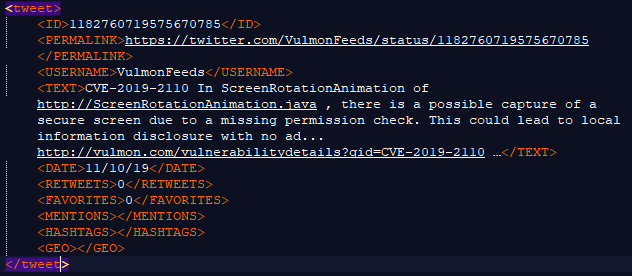 <tweet>
<ID>1182760719575670785</ID>
<PERMALINK>https://twitter.com/VulmonFeeds/status/1182760719575670785
</PERMALINK>
<USERNAME>VulmonFeeds</USERNAME>
<TEXT>CVE-2019-2110 In ScreenRotationAnimation of
http://ScreenRotationAnimation.java , there is a possible capture of a
secure screen due to a missing permission check. This could lead to local
information disclosure with no ad...
http://vulmon.com/vulnerabilitydetails?qid=CVE-2019-2110 …</TEXT>
<DATE>11/10/19</DATE>
<RETWEETS>0</RETWEETS>
<FAVORITES>0</FAVORITES>
<MENTIONS></MENTIONS>
<HASHTAGS></HASHTAGS>
<GEO></GEO>
</tweet>